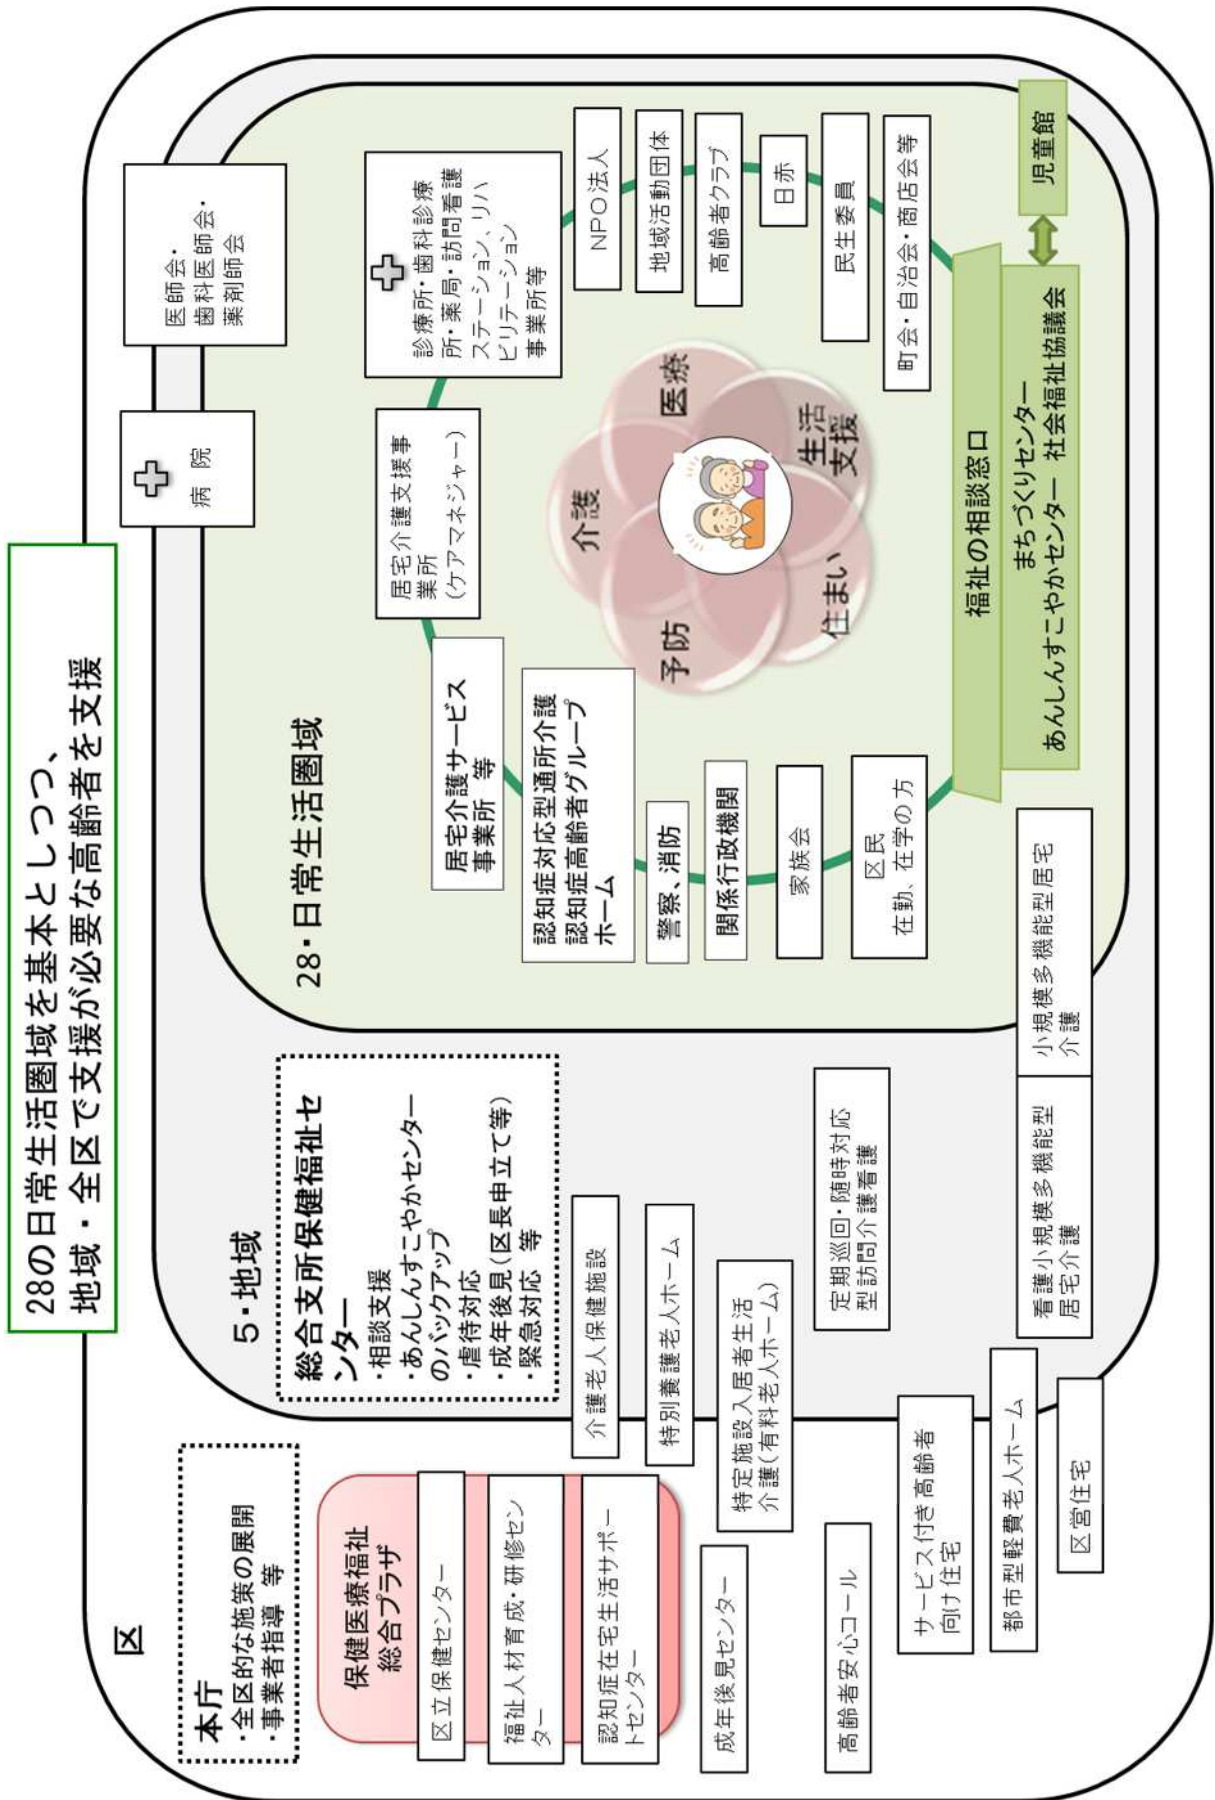 28の日常生活圏域を基本としつつ、
地域・全区で支援が必要な高齢者を支援
区
本庁
・全区的な施策の展開
・事業者指導 等
保健医療福祉
総合プラザ
区立保健センター
福祉人材育成・研修セン
ター
認知症在宅生活サポー
トセンター
成年後見センター
高齢者安心コール
5・地域
総合支所保健福祉セ
ンター
・相談支援
・あんしんすこやかセンター
のバックアップ
・虐待対応
・成年後見(区長申立て等)
・緊急対応 等
介護老人保健施設
特別養護老人ホーム
特定施設入居者生活
介護(有料老人ホーム)
定期巡回・随時対応
型訪問介護看護
サービス付き高齢者
向け住宅
都市型軽費老人ホーム
区営住宅
看護小規模多機能型
居宅介護
小規模多機能型居宅
介護
病 院
医師会・
歯科医師会・
薬剤師会
28・日常生活圏域
居宅介護サービス
事業所 等
居宅介護支援事
業所
(ケアマネジャー)
診療所・歯科診療
所・薬局・訪問看護
ステーション、リハ
ビリテーション
事業所等
認知症対応型通所介護
認知症高齢者グループ
ホーム
警察、消防
関係行政機関
家族会
区民
在勤、在学の方
NPO法人
地域活動団体
高齢者クラブ
日赤
民生委員
町会・自治会・商店会等
介護
医療
予防
生活
支援
住まい
福祉の相談窓口
まちづくりセンター
あんしんすこやかセンター 社会福祉協議会
児童館